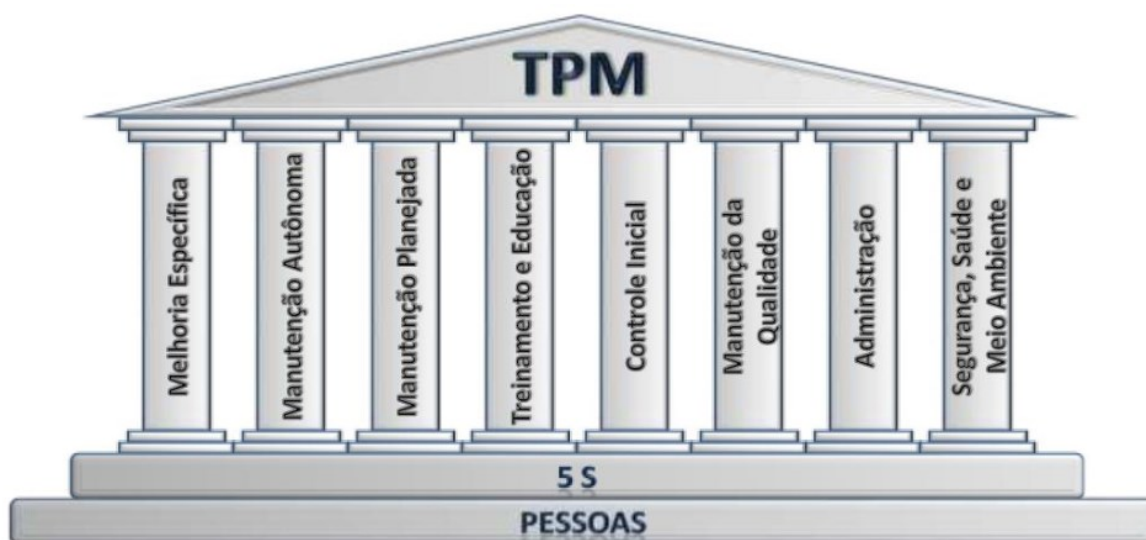 TPM
Melhoria Específica
Manutenção Autônoma
Manutenção Planejada
Treinamento e Educação
Controle Inicial
Manutenção da
Qualidade
Administração
Segurança, Saúde e
Meio Ambiente
5 S
PESSOAS